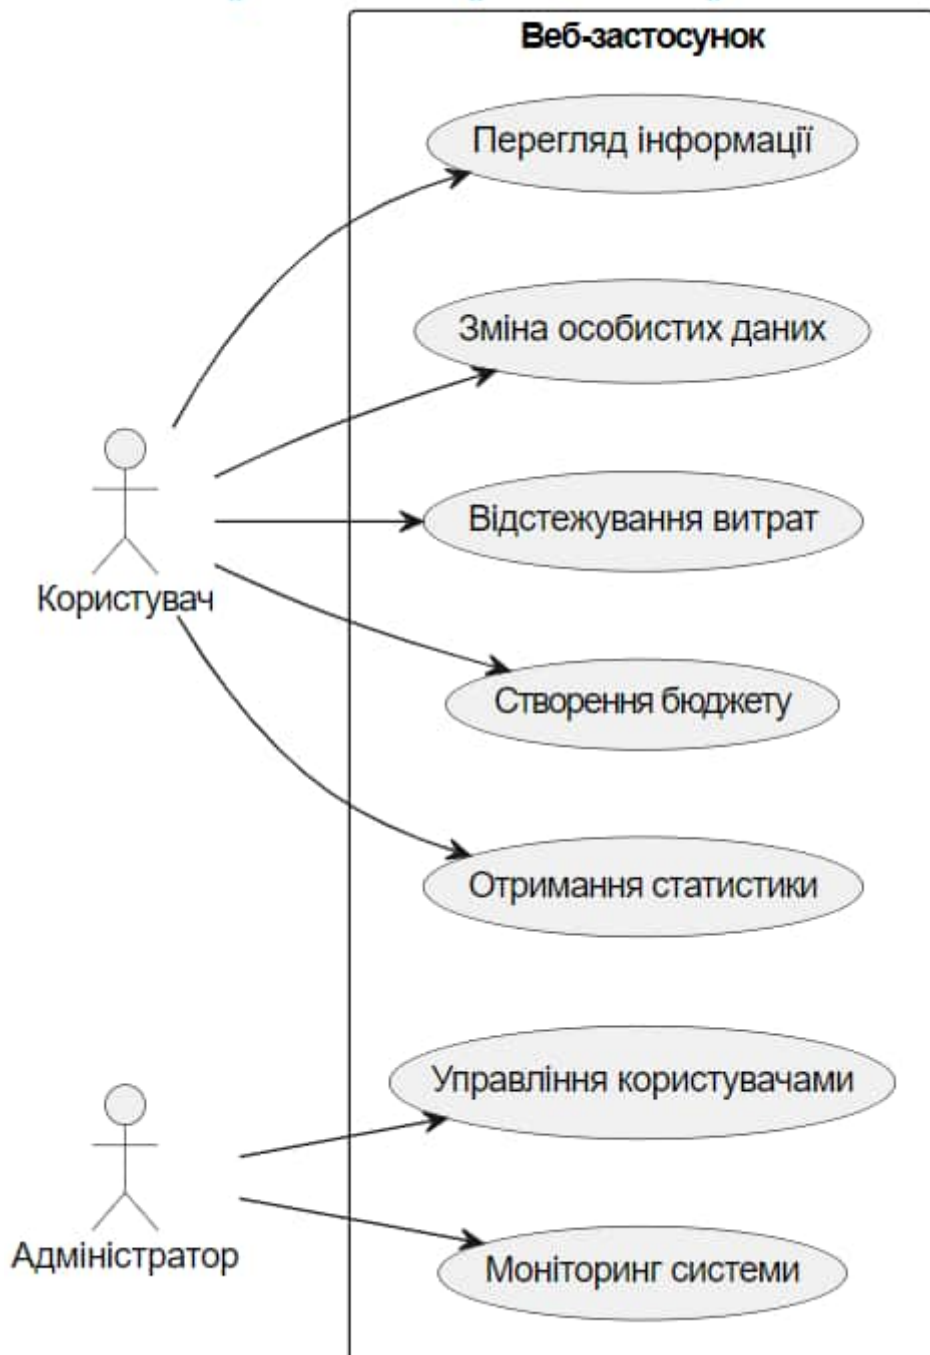 Веб-застосунок
Перегляд інформації
Зміна особистих даних
Відстежування витрат
Користувач
Створення бюджету
Отримання статистики
Управління користувачами
Адміністратор
Моніторинг системи